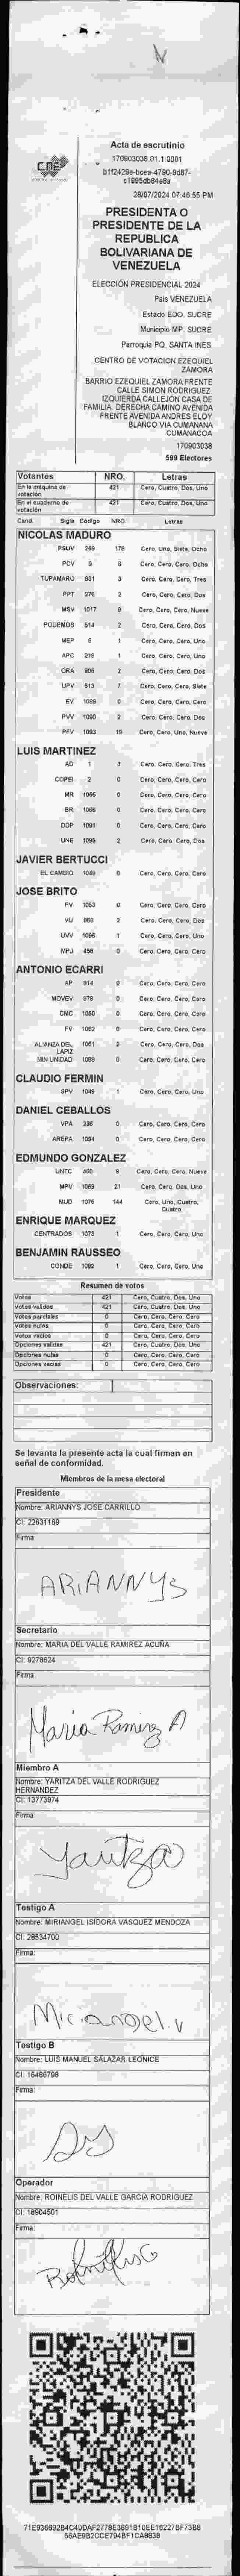 CNE
Acta de escrutinio
170903038.01.1.0001
28/07/2024 07:46:55 PM
PRESIDENTA O
PRESIDENTE DE LA
REPUBLICA
BOLIVARIANA DE
VENEZUELA
ELECCIÓN PRESIDENCIAL 2024
Pais VENEZUELA
Estado EDO. SUCRE
Municipio MP. SUCRE
Parroquia PQ. SANTA INES
CENTRO DE VOTACION EZEQUIEL
ZAMORA
BARRIO EZEQUIEL ZAMORA FRENTE
CALLE SIMON RODRIGUEZ.
IZQUIERDA CALLEJON CASA DE
FAMILIA. DERECHA CAMINO AVENIDA
FRENTE AVENIDA ANDRES ELOY
BLANCO VIA CUMANANA
CUMANACOA
170903038
599 Electores
Votantes NRO. Letras
En la máquina de votación 421 Cero, Cuatro, Dos, Uno
En el cuaderno de votación 421 Cero, Cuatro, Dos, Uno
Cand. Sigla Código NRO. Letras
NICOLAS MADURO
PSUV 269 178 Cero, Uno, Siete, Ocho
PCV 9 8 Cero, Cero, Cero, Ocho
TUPAMARO 931 3 Cero, Cero, Cero, Tres
PPT 276 2 Cero, Cero, Cero, Dos
MSV 1017 9 Cero, Cero, Cero, Nueve
PODEMOS 514 2 Cero, Cero, Cero, Dos
MEP 5 1 Cero, Cero, Cero, Uno
APC 219 1 Cero, Cero, Cero, Uno
ORA 906 2 Cero, Cero, Cero, Dos
UPV 513 7 Cero, Cero, Cero, Siete
EV 1089 0 Cero, Cero, Cero, Cero
PVV 1090 2 Cero, Cero, Cero, Dos
PFV 1093 19 Cero, Cero, Uno, Nueve
LUIS MARTINEZ
AD 1 3 Cero, Cero, Cero, Tres
COPEI 2 0 Cero, Cero, Cero, Cero
MR 1055 0 Cero, Cero, Cero, Cero
BR 1066 0 Cero, Cero, Cero, Cero
DDP 1091 0 Cero, Cero, Cero, Cero
UNE 1095 2 Cero, Cero, Cero, Dos
JAVIER BERTUCCI
EL CAMBIO 1049 0 Cero, Cero, Cero, Cero
JOSE BRITO
PV 1053 0 Cero, Cero, Cero, Cero
VU 868 2 Cero, Cero, Cero, Dos
UVV 1096 1 Cero, Cero, Cero, Uno
MPJ 458 0 Cero, Cero, Cero, Cero
ANTONIO ECARRI
AP 914 0 Cero, Cero, Cero, Cero
MOVEV 978 0 Cero, Cero, Cero, Cero
CMC 1050 0 Cero, Cero, Cero, Cero
FV 1062 0 Cero, Cero, Cero, Cero
ALIANZA DEL LAPIZ 1051 2 Cero, Cero, Cero, Dos
MIN UNIDAD 1068 0 Cero, Cero, Cero, Cero
CLAUDIO FERMIN
SPV 1049 1 Cero, Cero, Cero, Uno
DANIEL CEBALLOS
VPA 236 0 Cero, Cero, Cero, Cero
AREPA 1094 0 Cero, Cero, Cero, Cero
EDMUNDO GONZALEZ
UNTC 460 9 Cero, Cero, Cero, Nueve
MPV 1069 21 Cero, Cero, Dos, Uno
MUD 1075 144 Cero, Uno, Cuatro, Cuatro
ENRIQUE MARQUEZ
CENTRADOS 1073 1 Cero, Cero, Cero, Uno
BENJAMIN RAUSSEO
CONDE 1092 1 Cero, Cero, Cero, Uno
Resumen de votos
Votos 421 Cero, Cuatro, Dos, Uno
Votos validos 421 Cero, Cuatro, Dos, Uno
Votos parciales 0 Cero, Cero, Cero, Cero
Votos nulos 0 Cero, Cero, Cero, Cero
Votos vacios 0 Cero, Cero, Cero, Cero
Opciones validas 421 Cero, Cuatro, Dos, Uno
Opciones nulas 0 Cero, Cero, Cero, Cero
Opciones vacias 0 Cero, Cero, Cero, Cero
Observaciones:
Se levanta la presente acta la cual firman en
señal de conformidad.
Miembros de la mesa electoral
Presidente
Nombre: ARIANNYS JOSE CARRILLO
CI: 22631169
Firma:
ARIANNYS
Secretario
Nombre: MARIA DEL VALLE RAMIREZ ACUÑA
CI: 9278624
Firma:
Maria Ramirez A
Miembro A
Nombre: YARITZA DEL VALLE RODRIGUEZ
HERNANDEZ
CI: 13773974
Firma:
Yaritza
Testigo A
Nombre: MIRIANGEL ISIDORA VASQUEZ MENDOZA
CI: 28534700
Firma:
Miriangel.v
Testigo B
Nombre: LUIS MANUEL SALAZAR LEONICE
CI: 16486798
Firma:
Operador
Nombre: ROINELIS DEL VALLE GARCIA RODRIGUEZ
CI: 18904501
Firma:
71E936692B4C40DAF2778E3891B10EE16227BF73B8
56AE9B2CCE794BF1CA8838